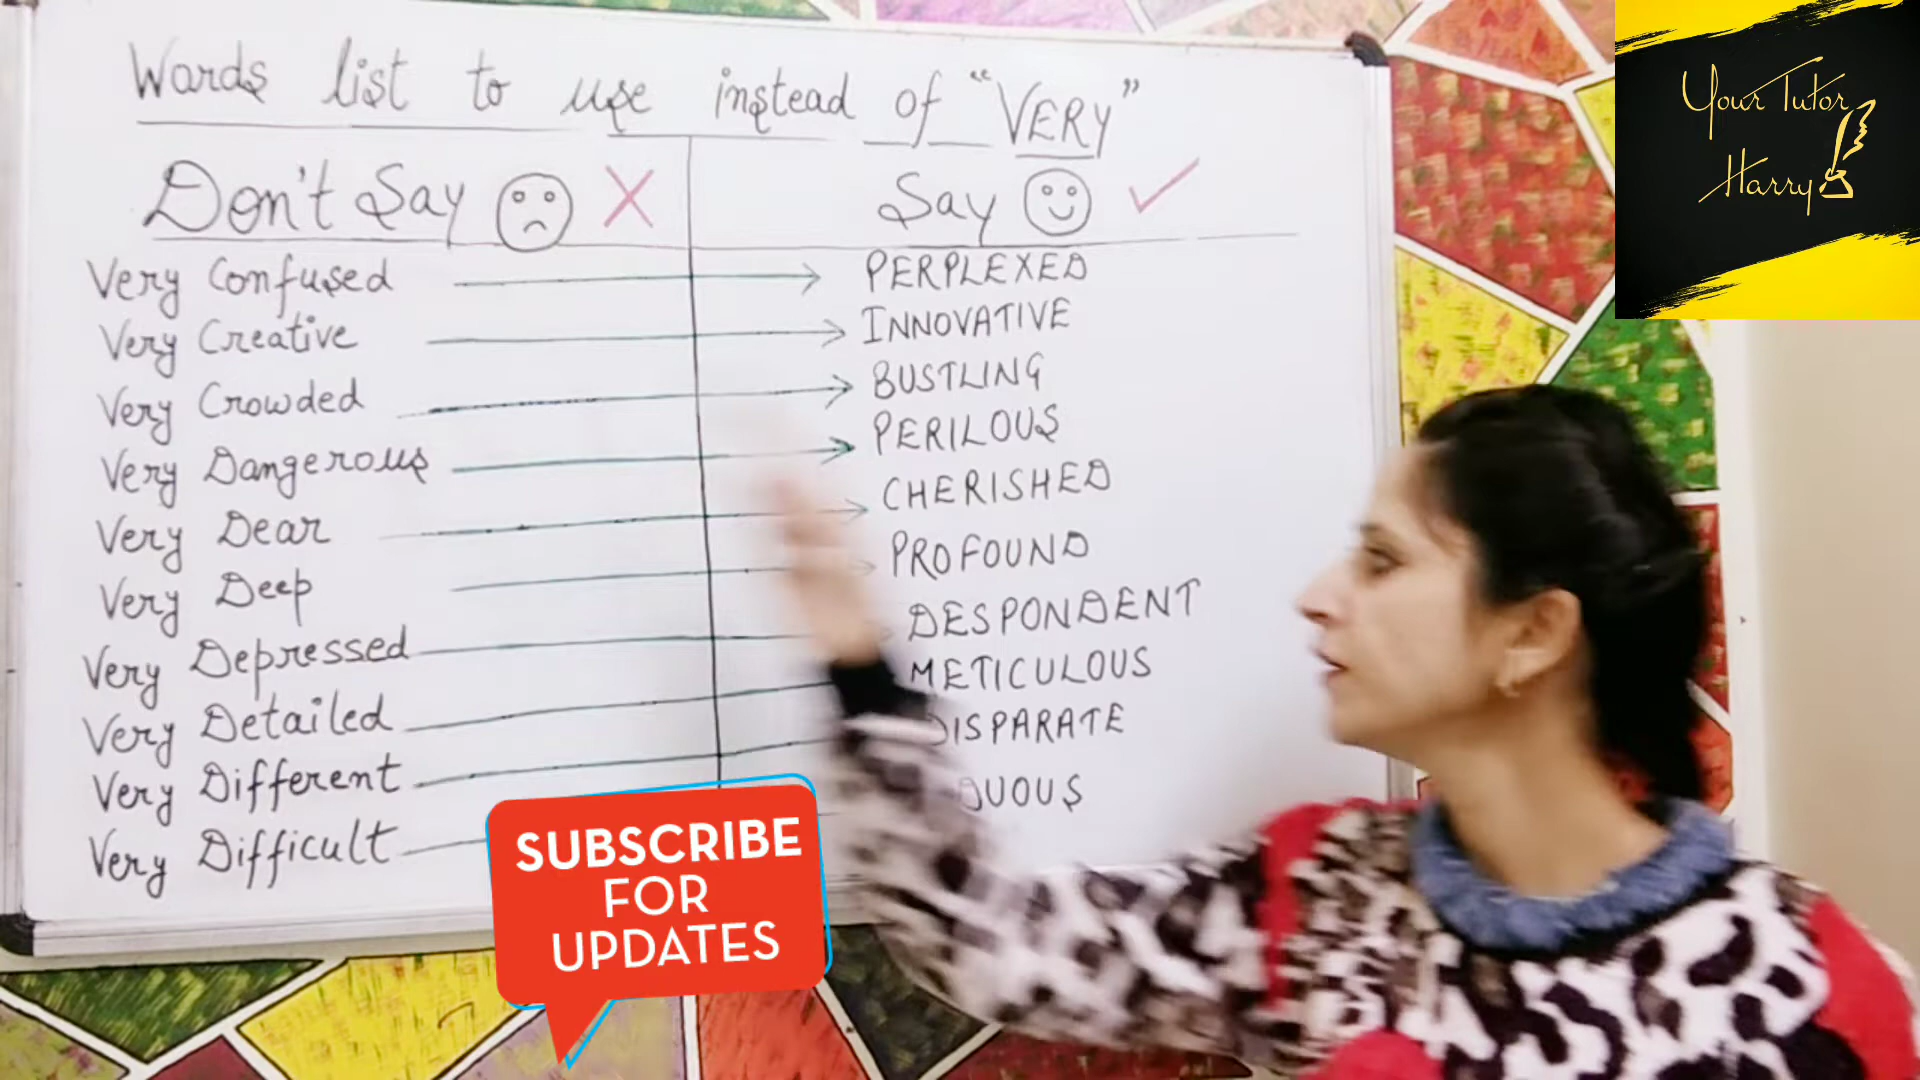 Words list to use instead of "VERY"
Don't Say Say
Very Confused PERPLEXED
Very Creative INNOVATIVE
Very Crowded BUSTLING
Very Dangerous PERILOUS
Very Dear CHERISHED
Very Deep PROFOUND
Very Depressed DESPONDENT
Very Detailed METICULOUS
Very Different DISPARATE
Very Difficult
SUBSCRIBE
FOR
UPDATES
Your Tutor
Harry